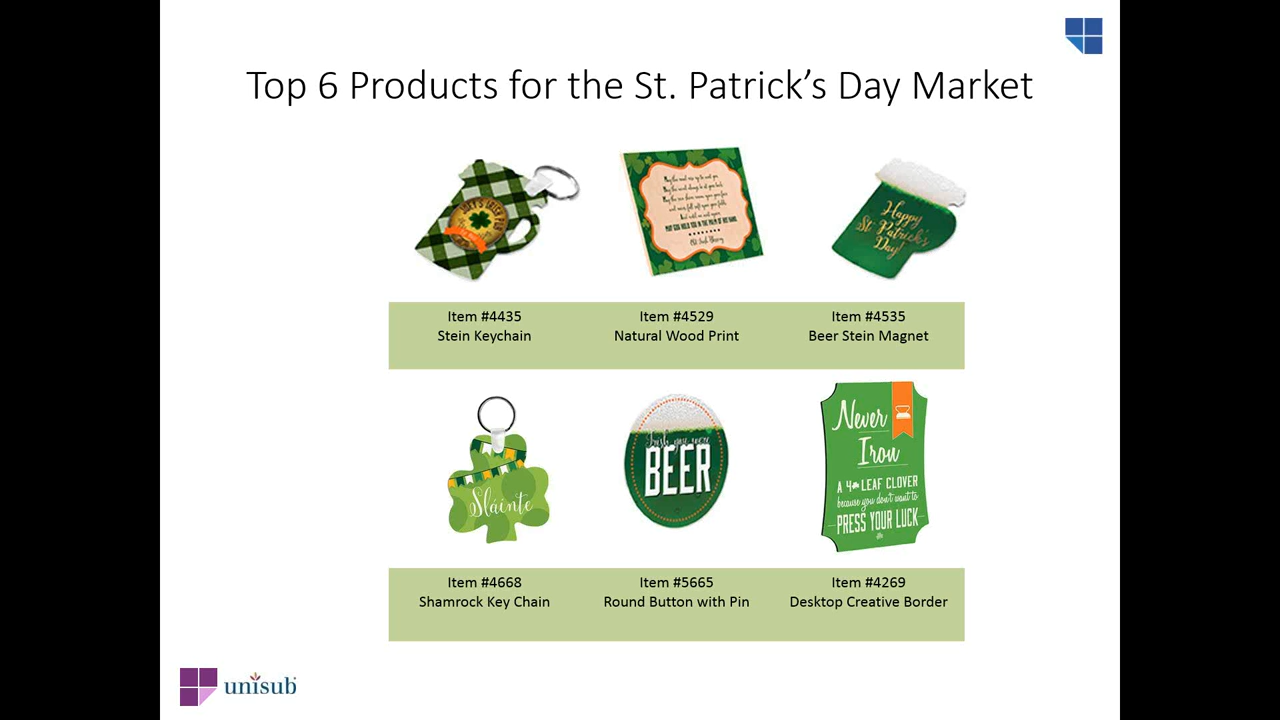 Top 6 Products for the St. Patrick's Day Market
Happy
St. Patrick's
Day!
Item #4435
Stein Keychain
Item #4529
Natural Wood Print
Item #4535
Beer Stein Magnet
Sláinte
BEER
Never
Iron
A 4 LEAF CLOVER
because you don't want to
PRESS YOUR LUCK
Item #4668
Shamrock Key Chain
Item #5665
Round Button with Pin
Item #4269
Desktop Creative Border
unisub